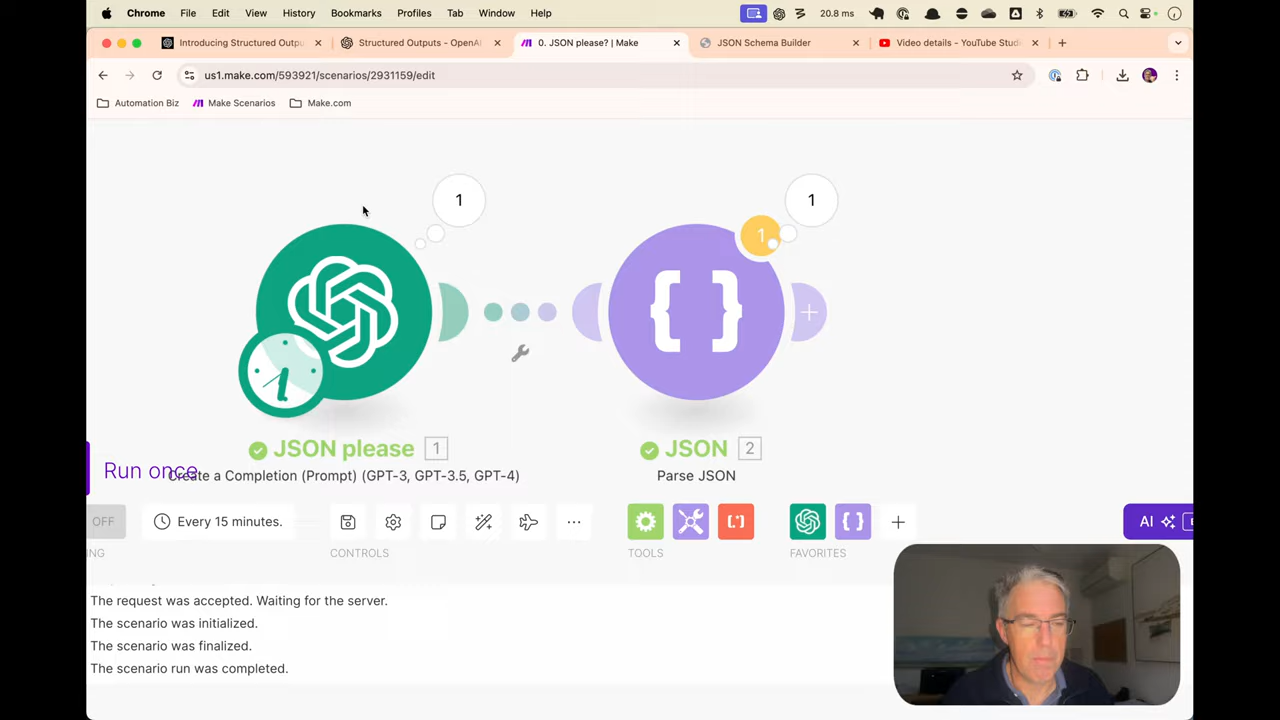 Chrome File Edit View History Bookmarks Profiles Tab Window Help 20.8 ms
Introducing Structured Outpu
Structured Outputs - OpenAI
0. JSON please? | Make
JSON Schema Builder
Video details - YouTube Stud
us1.make.com/593921/scenarios/2931159/edit
Automation Biz Make Scenarios Make.com
1
1
1
JSON please 1
JSON 2
Run once
Create a Completion (Prompt) (GPT-3, GPT-3.5, GPT-4)
Parse JSON
OFF
Every 15 minutes.
AI
NG
CONTROLS
TOOLS
FAVORITES
The request was accepted. Waiting for the server.
The scenario was initialized.
The scenario was finalized.
The scenario run was completed.